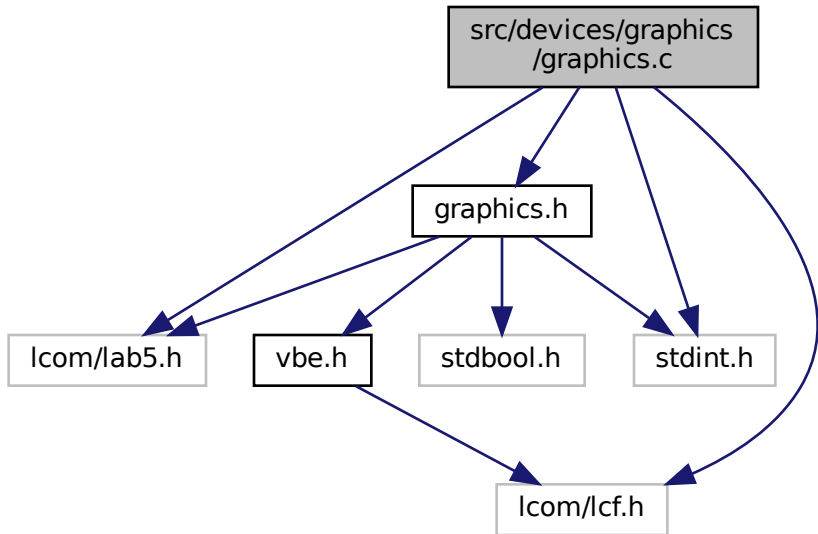 src/devices/graphics
/graphics.c
graphics.h
lcom/lab5.h
vbe.h
stdbool.h
stdint.h
lcom/lcf.h